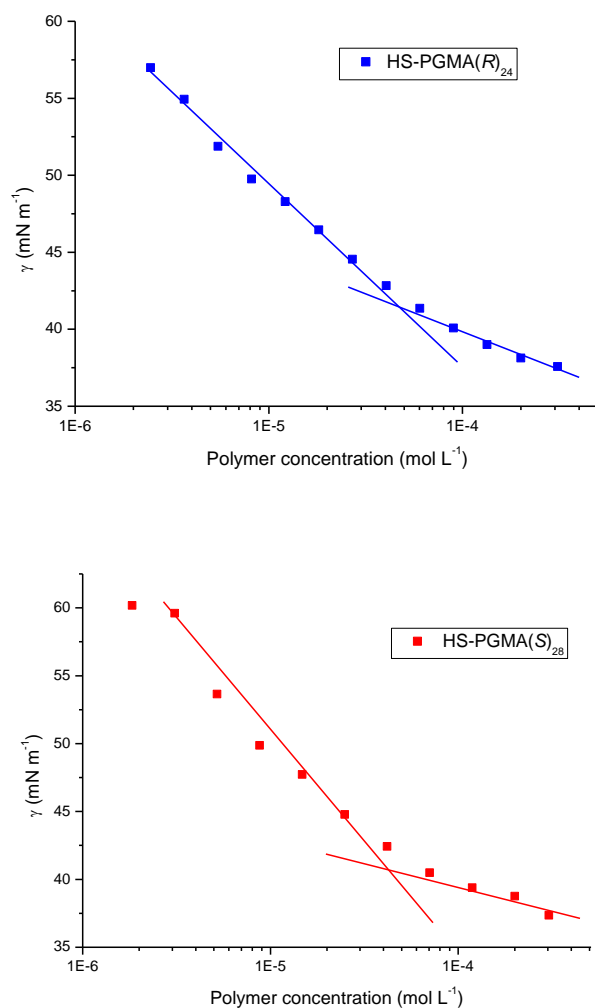 60
55
50
45
40
35
γ (mN m⁻¹)
HS-PGMA(R)₂₄
1E-6
1E-5
1E-4
Polymer concentration (mol L⁻¹)
60
55
50
45
40
35
γ (mN m⁻¹)
HS-PGMA(S)₂₈
1E-6
1E-5
1E-4
Polymer concentration (mol L⁻¹)